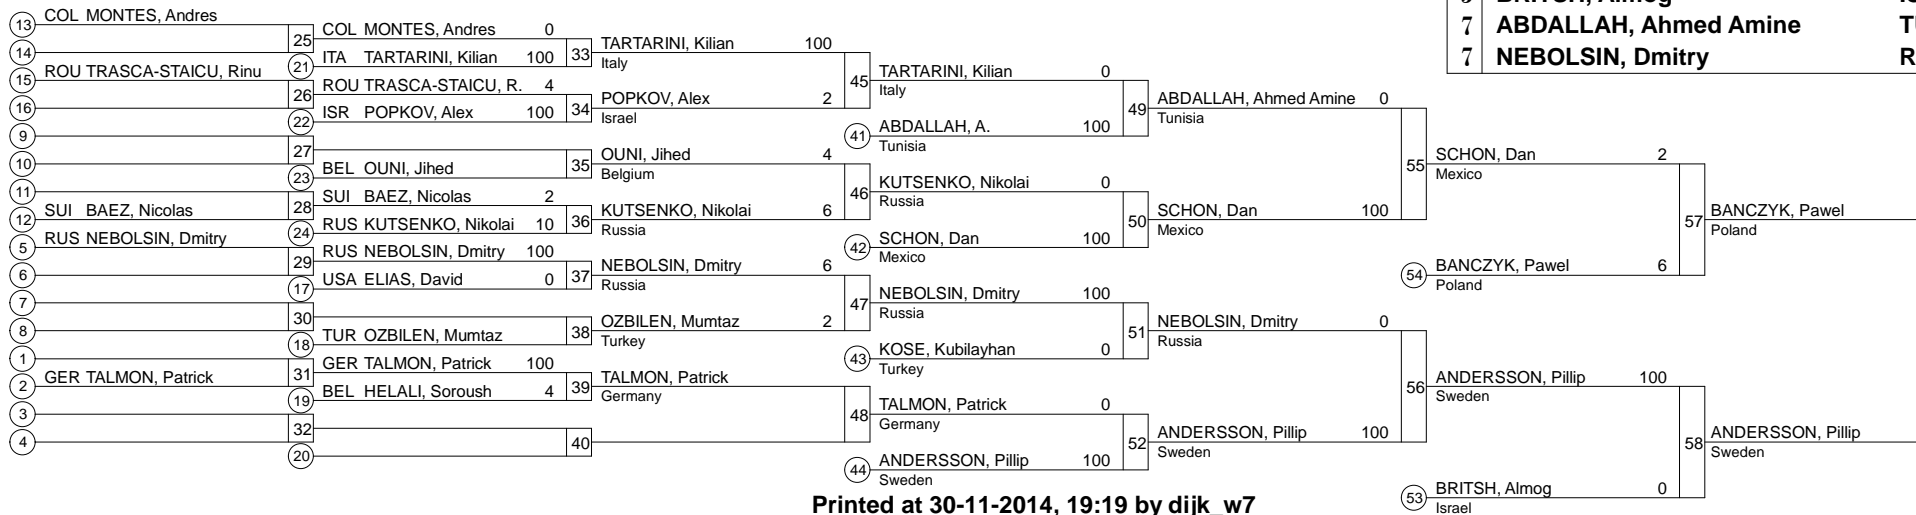 13 COL MONTES, Andres
14
15 ROU TRASCA-STAICU, Rinu
16
9
10
11
12 SUI BAEZ, Nicolas
5 RUS NEBOLSIN, Dmitry
6
7
8
1
2 GER TALMON, Patrick
3
4
25 COL MONTES, Andres 0
21 ITA TARTARINI, Kilian 100
26 ROU TRASCA-STAICU, R. 4
22 ISR POPKOV, Alex 100
27
23 BEL OUNI, Jihed
28 SUI BAEZ, Nicolas 2
24 RUS KUTSENKO, Nikolai 10
29 RUS NEBOLSIN, Dmitry 100
17 USA ELIAS, David 0
30
18 TUR OZBILEN, Mumtaz
31 GER TALMON, Patrick 100
19 BEL HELALI, Soroush 4
32
20
33 TARTARINI, Kilian 100
Italy
34 POPKOV, Alex 2
Israel
35 OUNI, Jihed 4
Belgium
36 KUTSENKO, Nikolai 6
Russia
37 NEBOLSIN, Dmitry 6
Russia
38 OZBILEN, Mumtaz 2
Turkey
39 TALMON, Patrick
Germany
40
45 TARTARINI, Kilian 0
Italy
41 ABDALLAH, A. 100
Tunisia
46 KUTSENKO, Nikolai 0
Russia
42 SCHON, Dan 100
Mexico
47 NEBOLSIN, Dmitry 100
Russia
43 KOSE, Kubilayhan 0
Turkey
48 TALMON, Patrick 0
Germany
44 ANDERSSON, Pillip 100
Sweden
49 ABDALLAH, Ahmed Amine 0
Tunisia
50 SCHON, Dan 100
Mexico
51 NEBOLSIN, Dmitry 0
Russia
52 ANDERSSON, Pillip 100
Sweden
55 SCHON, Dan 2
Mexico
54 BANCZYK, Pawel 6
Poland
56 ANDERSSON, Pillip 100
Sweden
53 BRITSH, Almog 0
Israel
57 BANCZYK, Pawel
Poland
58 ANDERSSON, Pillip
Sweden
BRITSH, Almog
7 ABDALLAH, Ahmed Amine TU
7 NEBOLSIN, Dmitry R
Printed at 30-11-2014, 19:19 by dijk_w7